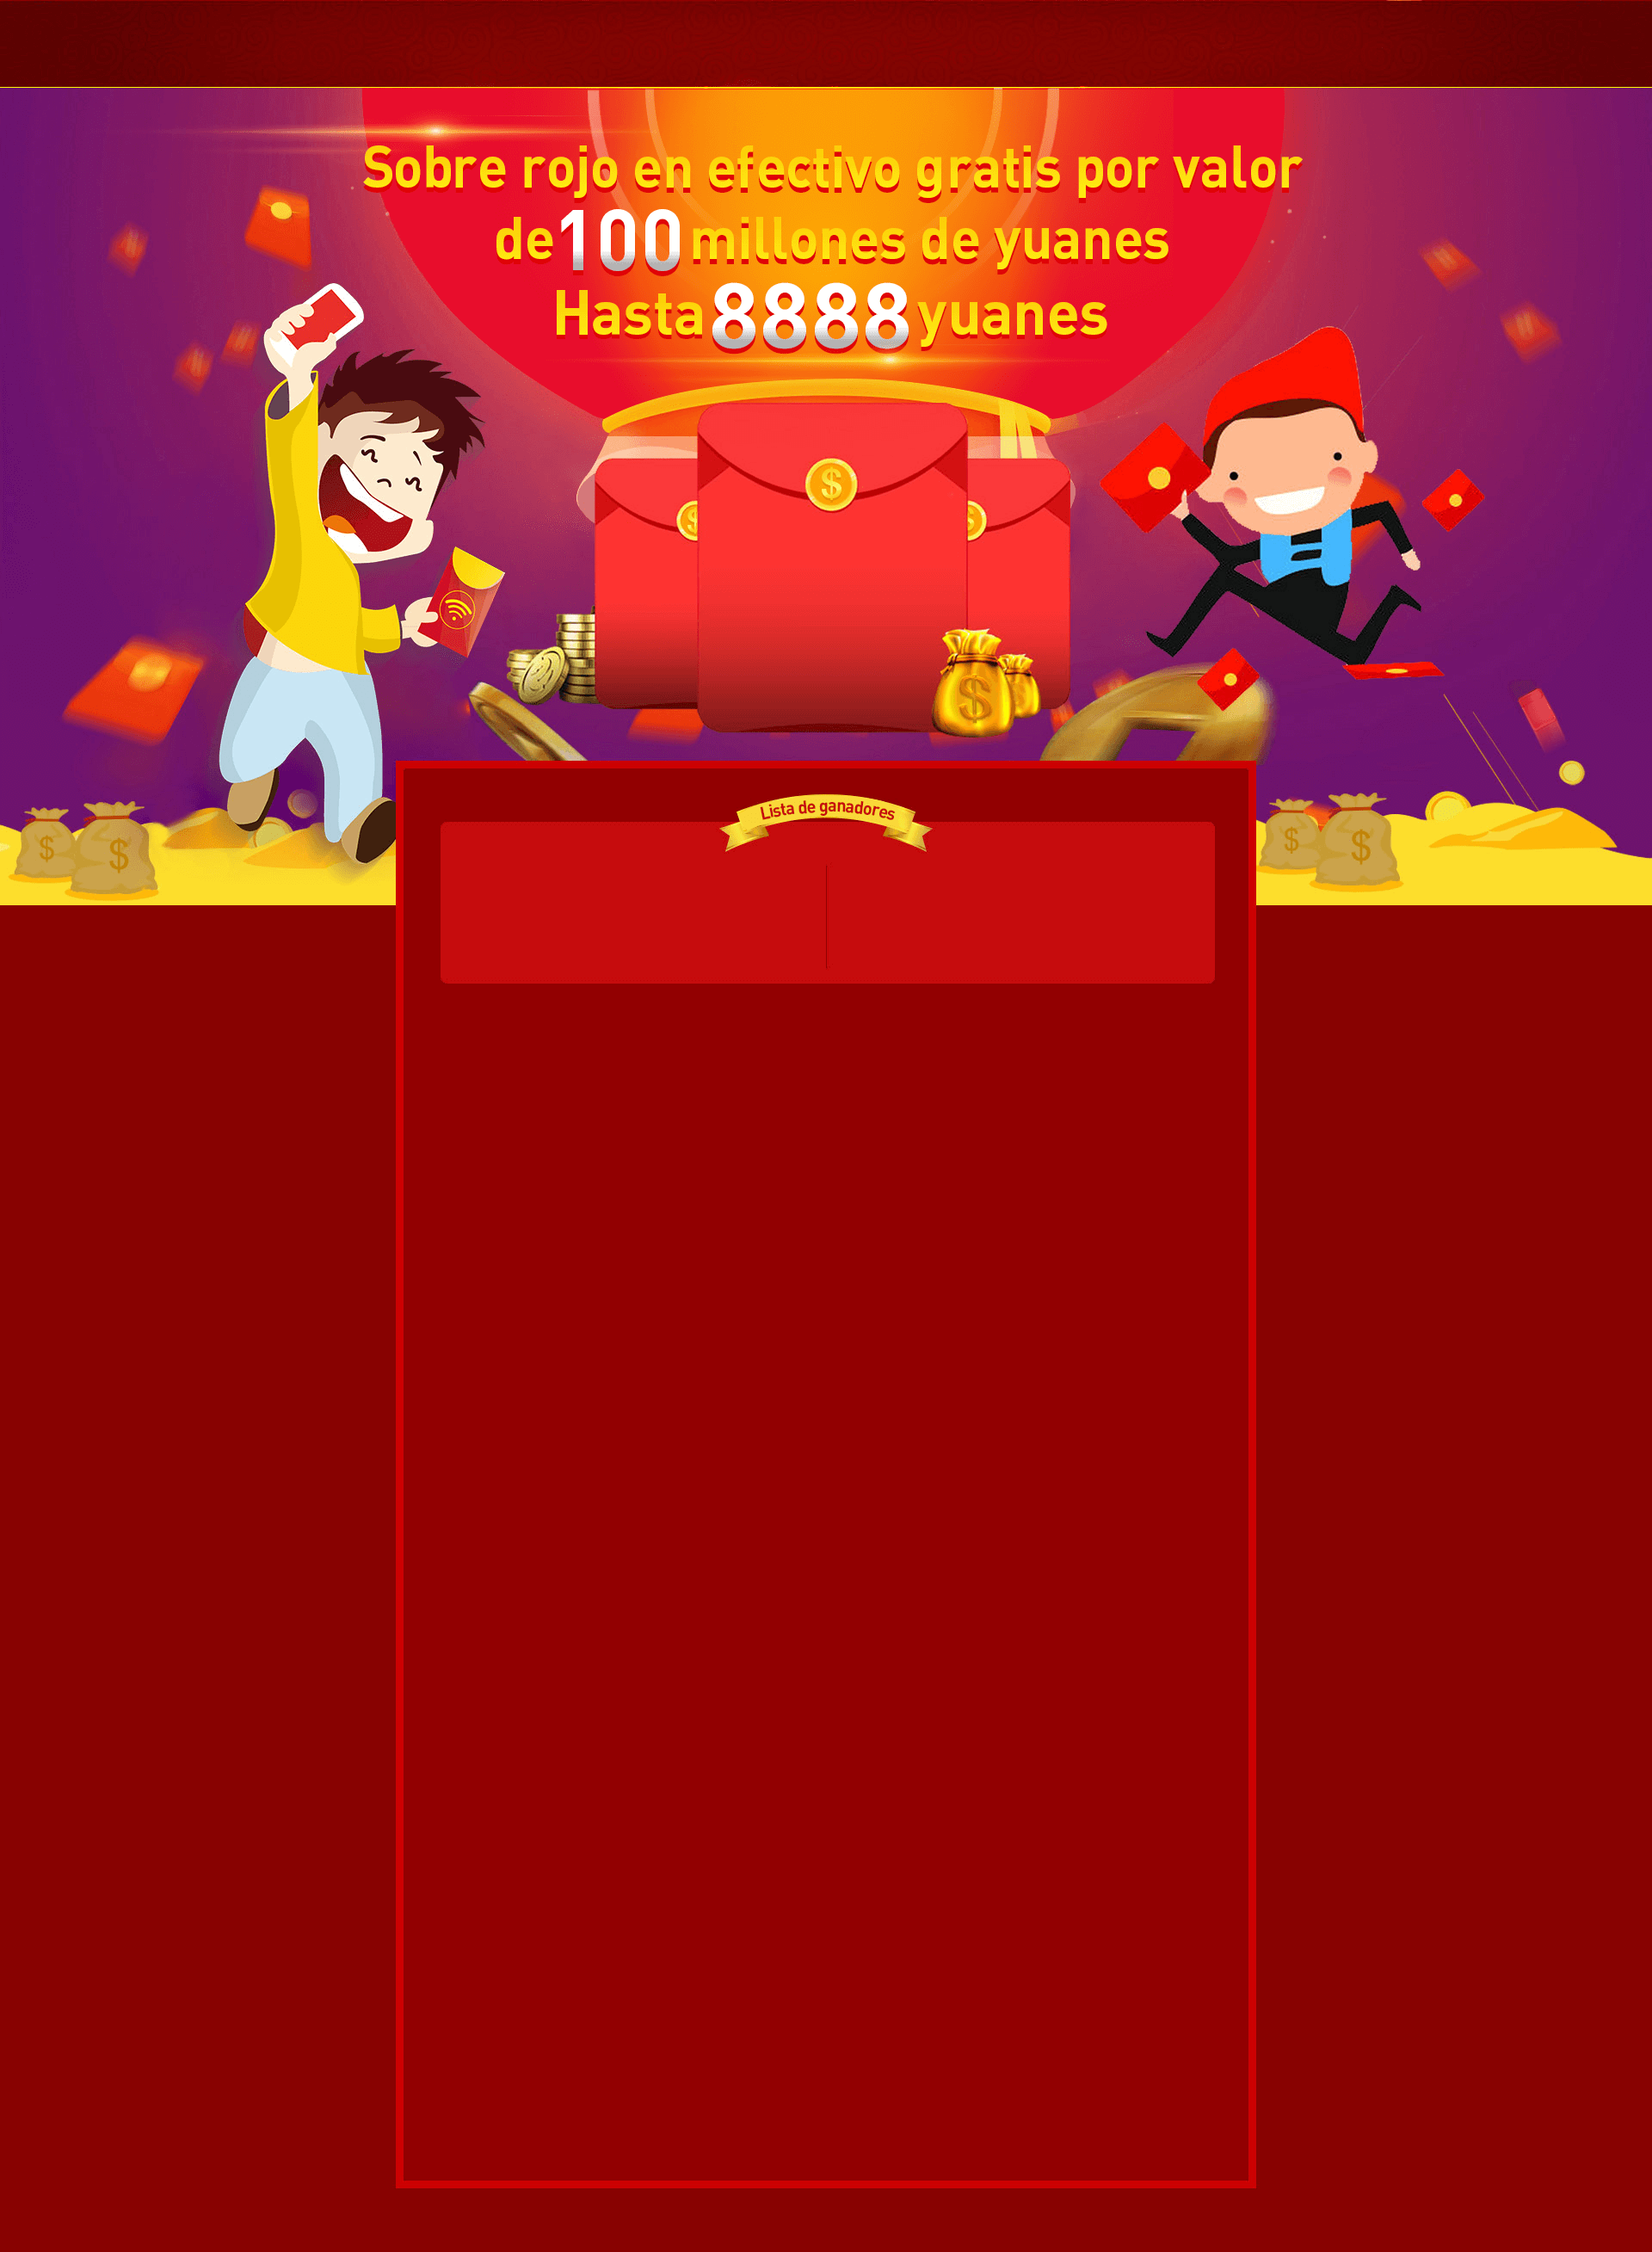 Sobre rojo en efectivo gratis por valor
de 100 millones de yuanes
Hasta 8888 yuanes
$
$ $
$
$
Lista de ganadores
$ $
$ $